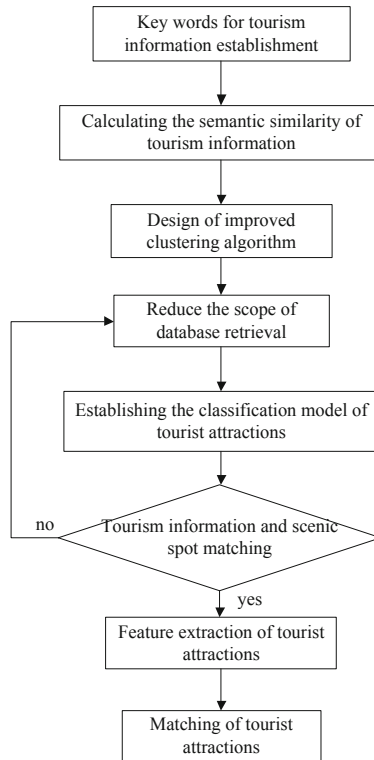 Key words for tourism
information establishment
Calculating the semantic similarity of
tourism information
Design of improved
clustering algorithm
Reduce the scope of
database retrieval
Establishing the classification model of
tourist attractions
no
Tourism information and scenic
spot matching
yes
Feature extraction of tourist
attractions
Matching of tourist
attractions